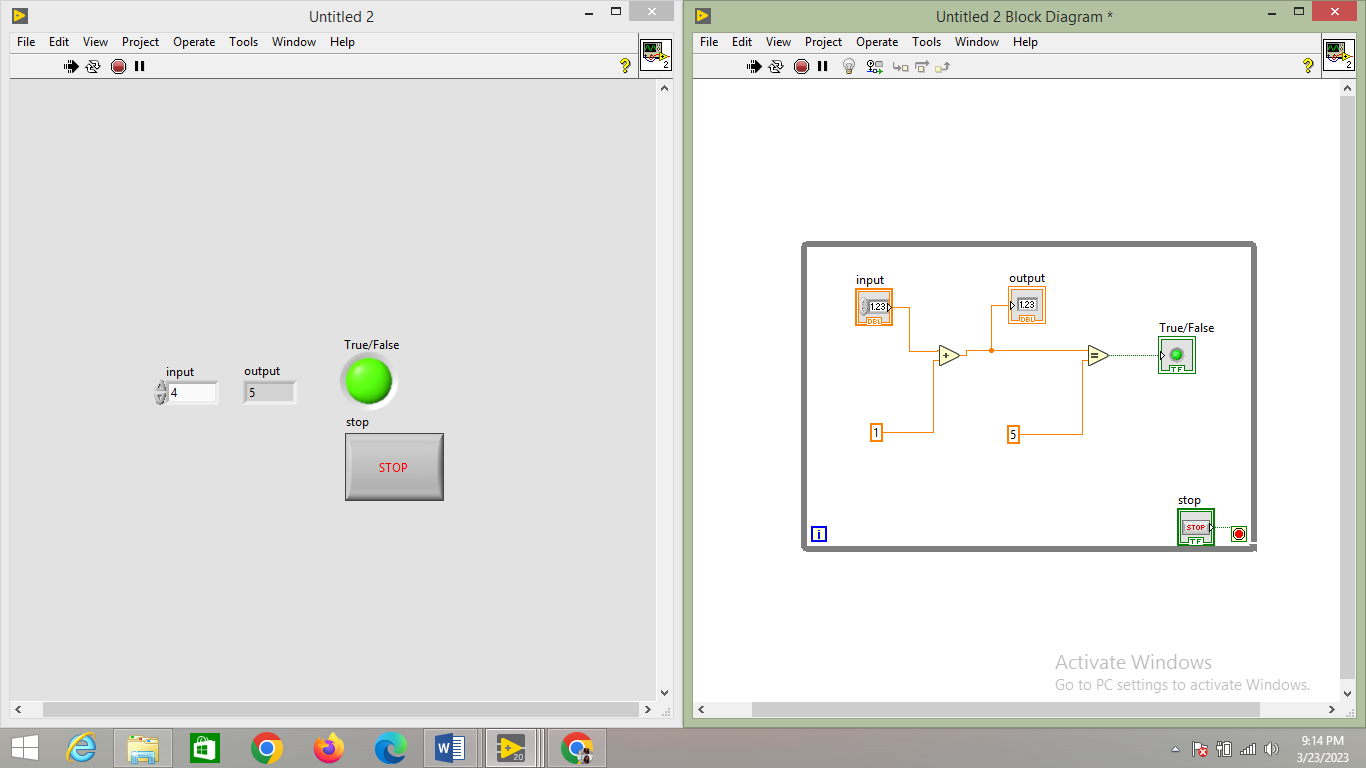 Untitled 2
File Edit View Project Operate Tools Window Help
2
True/False
input output
4 5
stop
STOP
Untitled 2 Block Diagram *
File Edit View Project Operate Tools Window Help
2
input output
1.23 1.23
DBL DBL
True/False
+ =
TF
1 5
stop
STOP
i
TF
Activate Windows
Go to PC settings to activate Windows.
W 20
9:14 PM
3/23/2023